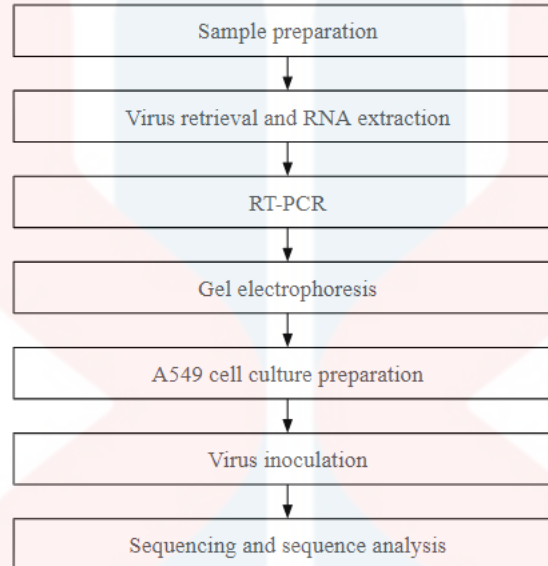 Sample preparation
Virus retrieval and RNA extraction
RT-PCR
Gel electrophoresis
A549 cell culture preparation
Virus inoculation
Sequencing and sequence analysis